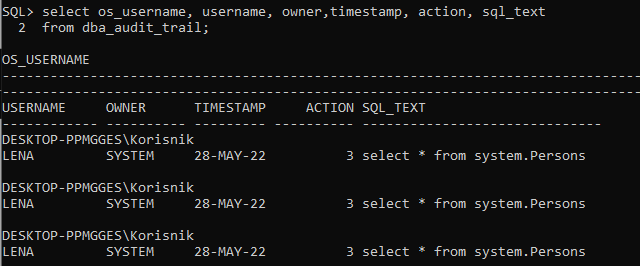 SQL> select os_username, username, owner,timestamp, action, sql_text
  2  from dba_audit_trail;
OS_USERNAME
--------------------------------------------------------------------------------
--------------------------------------------------------------------------------
USERNAME     OWNER      TIMESTAMP     ACTION SQL_TEXT
------------ ---------- --------- ---------- ------------------------------
DESKTOP-PPMGGES\Korisnik
LENA         SYSTEM     28-MAY-22          3 select * from system.Persons
DESKTOP-PPMGGES\Korisnik
LENA         SYSTEM     28-MAY-22          3 select * from system.Persons
DESKTOP-PPMGGES\Korisnik
LENA         SYSTEM     28-MAY-22          3 select * from system.Persons